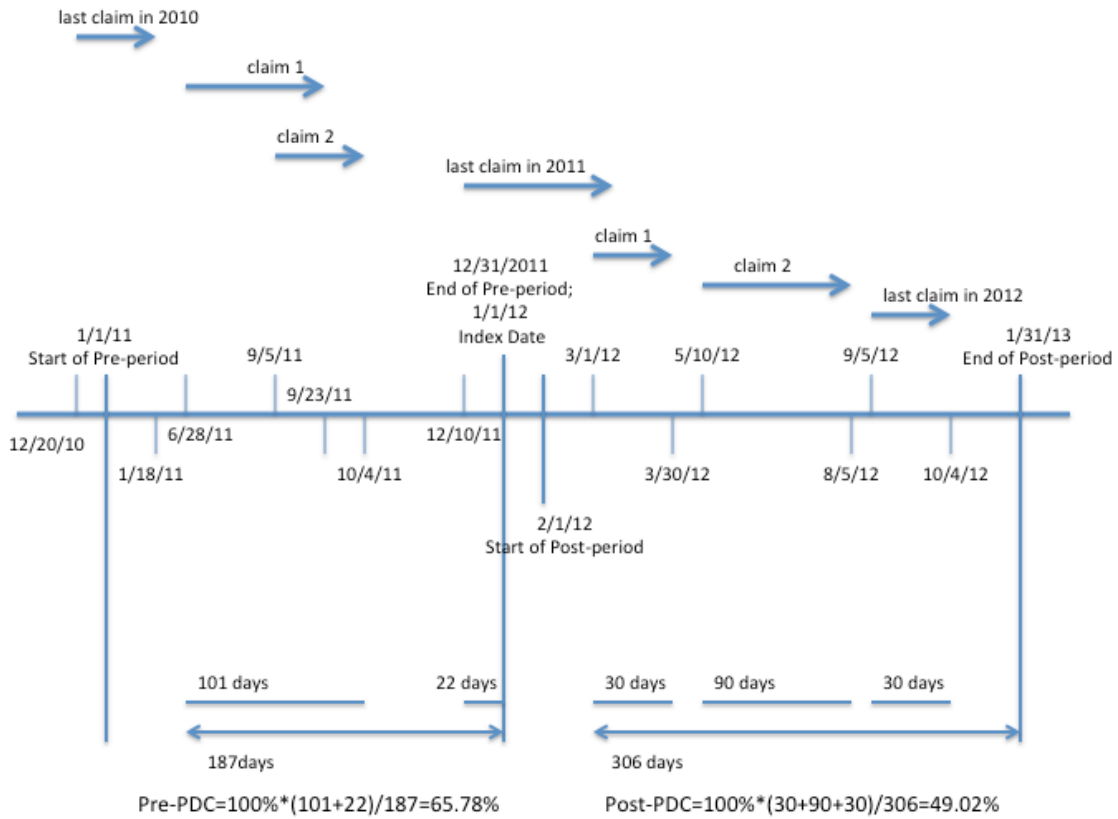 last claim in 2010
claim 1
claim 2
last claim in 2011
claim 1
12/31/2011
End of Pre-period;
1/1/12
Index Date
claim 2
last claim in 2012
1/1/11
Start of Pre-period
9/5/11
3/1/12
5/10/12
9/5/12
1/31/13
End of Post-period
9/23/11
12/20/10
6/28/11
12/10/11
1/18/11
10/4/11
3/30/12
8/5/12
10/4/12
2/1/12
Start of Post-period
101 days
22 days
30 days
90 days
30 days
187days
306 days
Pre-PDC=100%*(101+22)/187=65.78%
Post-PDC=100%*(30+90+30)/306=49.02%